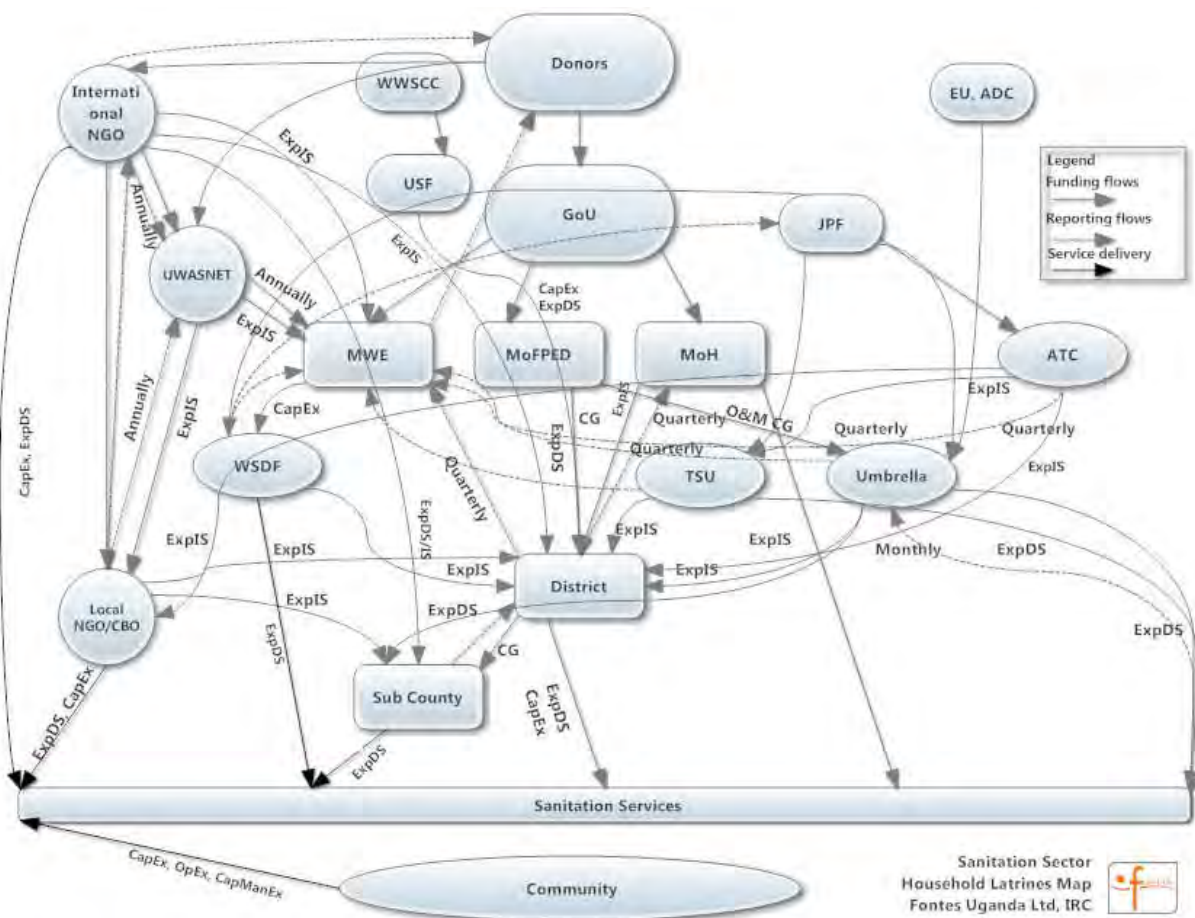 Donors
WWSCC
EU, ADC
Internati
onal
NGO
ExpIS
Legend
Funding flows
Reporting flows
Service delivery
USF
GoU
JPF
Annually
UWASNET
Annually
ExpIS
ExpIS
CapEx
ExpDS
MWE
MoFPED
MoH
ATC
Annually
ExpIS
CapEx
CG
ExpIS
Quarterly
O&M CG
ExpIS
Quarterly
Quarterly
Quarterly
CapEx, ExpDS
WSDF
Quarterly
ExpDS
TSU
Umbrella
ExpIS
ExpDS/IS
ExpIS
ExpIS
ExpIS
ExpIS
Monthly
ExpDS
Local
NGO/CBO
ExpIS
ExpIS
District
ExpDS
ExpDS
ExpDS
CG
Sub County
ExpDS, CapEx
ExpDS
CapEx
ExpDS
Sanitation Services
CapEx, OpEx, CapManEx
Community
Sanitation Sector
Household Latrines Map
Fontes Uganda Ltd, IRC